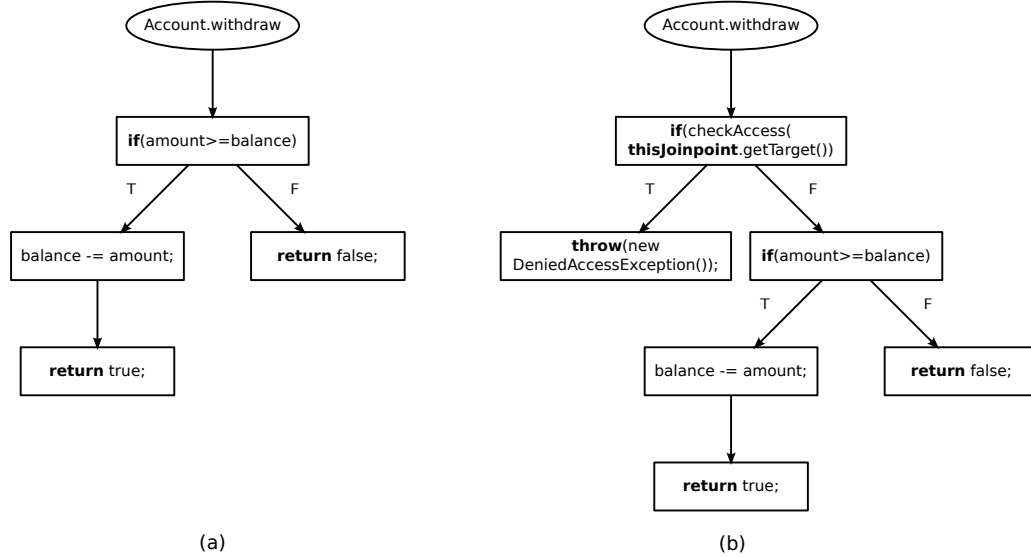 Account.withdraw
if(amount>=balance)
T
F
balance -= amount;
return false;
return true;
(a)
Account.withdraw
if(checkAccess(
thisJoinpoint.getTarget())
T
F
throw(new
DeniedAccessException());
if(amount>=balance)
T
F
balance -= amount;
return false;
return true;
(b)